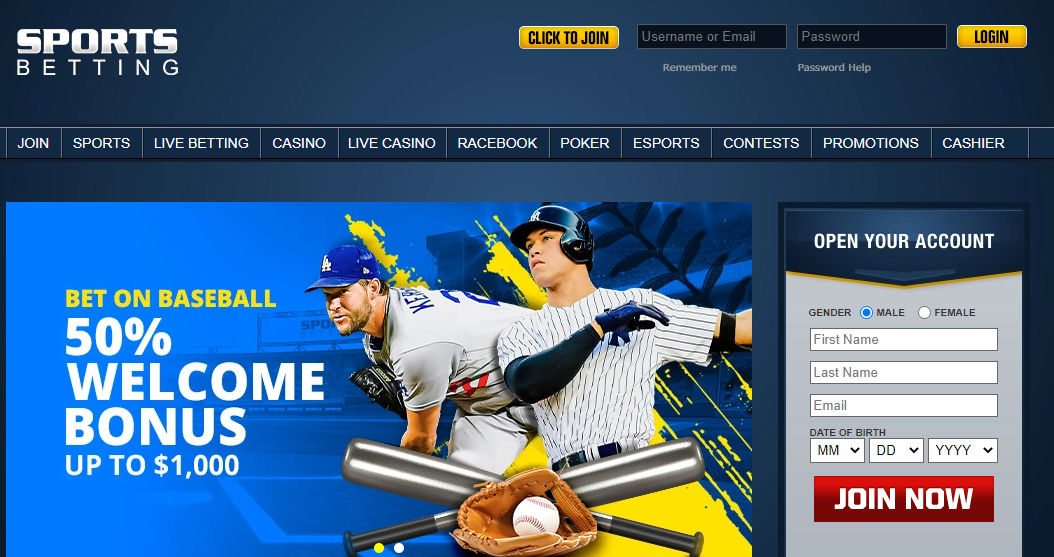 SPORTS
BETTING
CLICK TO JOIN
Username or Email
Password
LOGIN
Remember me
Password Help
JOIN
SPORTS
LIVE BETTING
CASINO
LIVE CASINO
RACEBOOK
POKER
ESPORTS
CONTESTS
PROMOTIONS
CASHIER
BET ON BASEBALL
50%
WELCOME
BONUS
UP TO $1,000
LA
OPEN YOUR ACCOUNT
GENDER MALE FEMALE
First Name
Last Name
Email
DATE OF BIRTH
MM DD YYYY
JOIN NOW